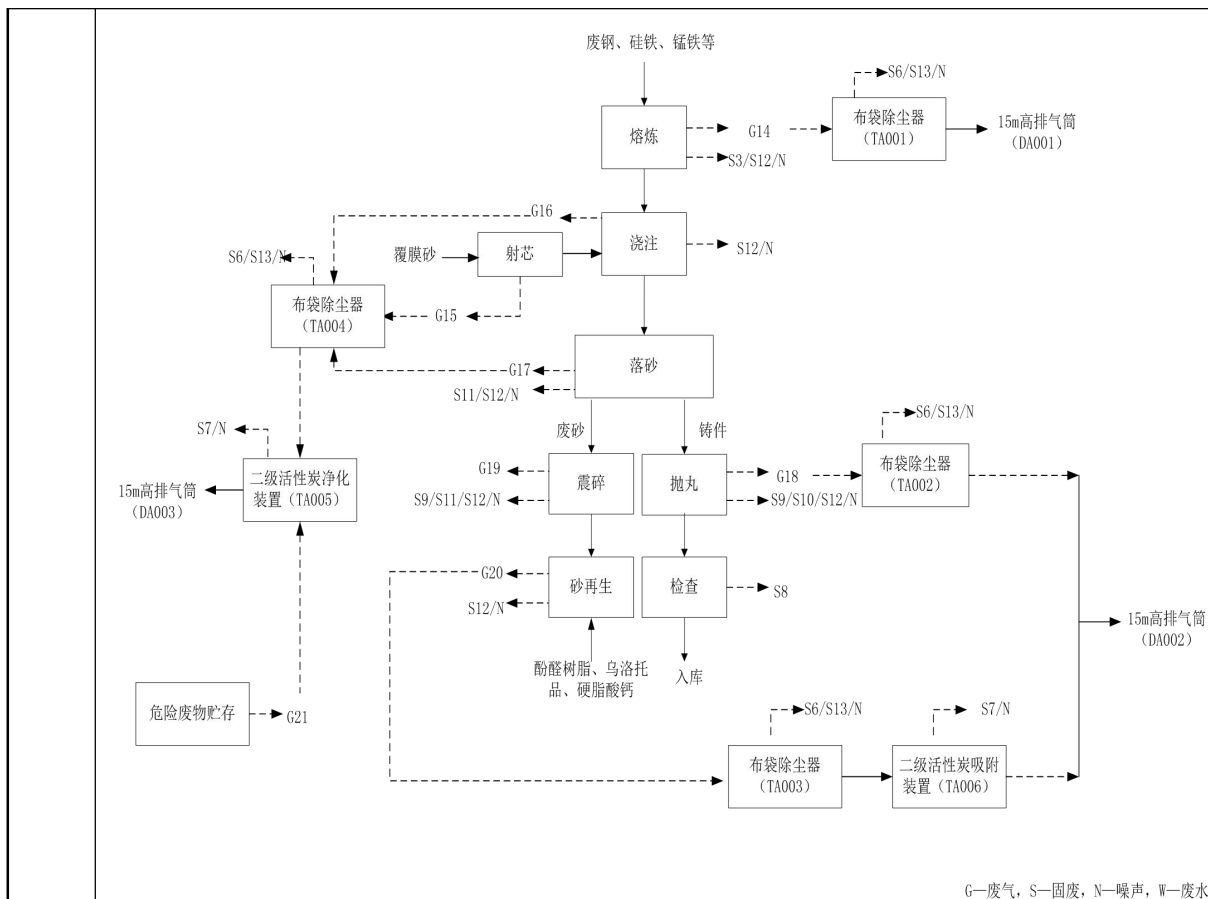 废钢、硅铁、锰铁等
S6/S13/N
熔炼
G14
布袋除尘器
(TA001)
15m高排气筒
(DA001)
S3/S12/N
G16
浇注
S12/N
覆膜砂
射芯
S6/S13/N
布袋除尘器
(TA004)
G15
落砂
G17
S11/S12/N
废砂
铸件
S6/S13/N
S7/N
G19
震碎
抛丸
G18
布袋除尘器
(TA002)
二级活性炭净化
装置（TA005）
15m高排气筒
(DA003)
S9/S11/S12/N
S9/S10/S12/N
G20
砂再生
检查
S8
S12/N
15m高排气筒
(DA002)
酚醛树脂、乌洛托
品、硬脂酸钙
入库
危险废物贮存
G21
S6/S13/N
S7/N
布袋除尘器
(TA003)
二级活性炭吸附
装置（TA006）
G—废气，S—固废，N—噪声，W—废水